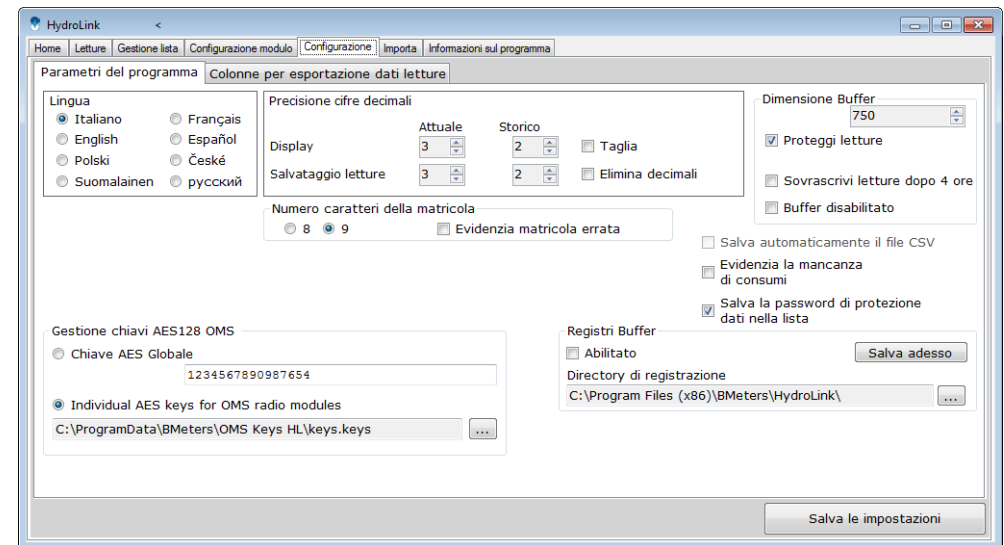 HydroLink <
Home Letture Gestione lista Configurazione modulo Configurazione Importa Informazioni sul programma
Parametri del programma Colonne per esportazione dati letture
Lingua
Italiano Français
English Español
Polski České
Suomalainen русский
Precisione cifre decimali
Attuale Storico
Display 3 2 Taglia
Salvataggio letture 3 2 Elimina decimali
Dimensione Buffer
750
Proteggi letture
Sovrascrivi letture dopo 4 ore
Buffer disabilitato
Numero caratteri della matricola
8 9 Evidenzia matricola errata
Salva automaticamente il file CSV
Evidenzia la mancanza
di consumi
Salva la password di protezione
dati nella lista
Gestione chiavi AES128 OMS
Chiave AES Globale
1234567890987654
Individual AES keys for OMS radio modules
C:\ProgramData\BMeters\OMS Keys HL\keys.keys ...
Registri Buffer
Abilitato Salva adesso
Directory di registrazione
C:\Program Files (x86)\BMeters\HydroLink\ ...
Salva le impostazioni